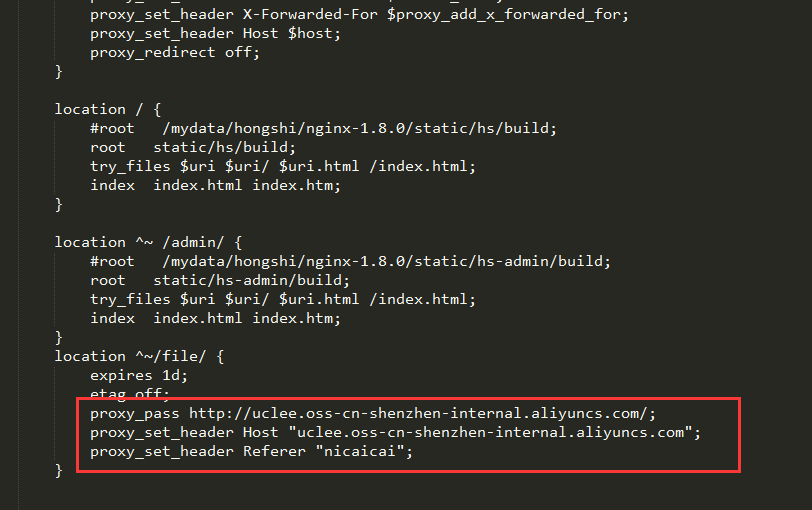 proxy_set_header X-Forwarded-For $proxy_add_x_forwarded_for;
proxy_set_header Host $host;
proxy_redirect off;
}
location / {
#root   /mydata/hongshi/nginx-1.8.0/static/hs/build;
root   static/hs/build;
try_files $uri $uri/ $uri.html /index.html;
index  index.html index.htm;
}
location ^~ /admin/ {
#root   /mydata/hongshi/nginx-1.8.0/static/hs-admin/build;
root   static/hs-admin/build;
try_files $uri $uri/ $uri.html /index.html;
index  index.html index.htm;
}
location ^~/file/ {
expires 1d;
etag off;
proxy_pass http://uclee.oss-cn-shenzhen-internal.aliyuncs.com/;
proxy_set_header Host "uclee.oss-cn-shenzhen-internal.aliyuncs.com";
proxy_set_header Referer "nicaicai";
}